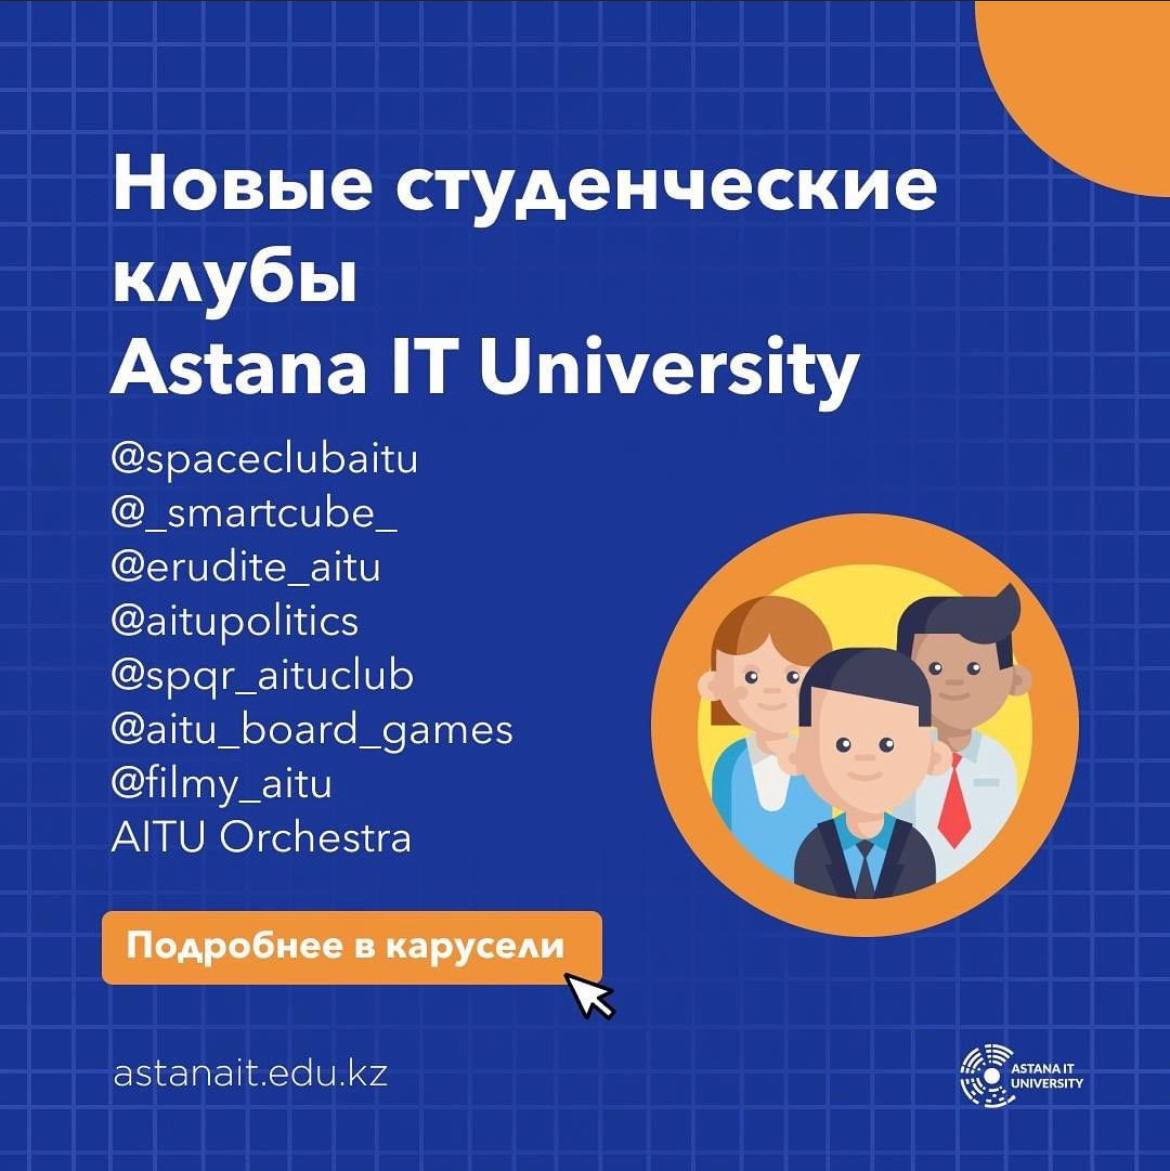 Новые студенческие
клубы
Astana IT University
@spaceclubaitu
@_smartcube_
@erudite_aitu
@aitupolitics
@spqr_aituclub
@aitu_board_games
@filmy_aitu
AITU Orchestra
Подробнее в карусели
astanait.edu.kz
ASTANA IT
UNIVERSITY